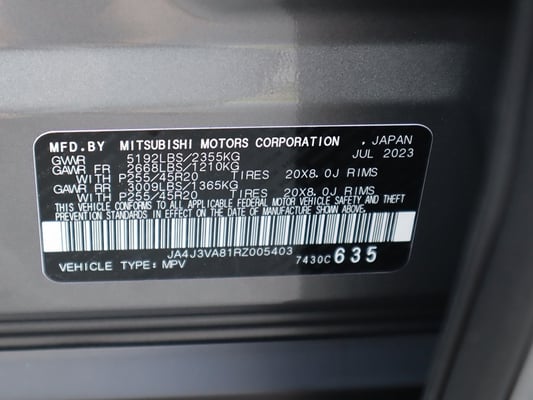 MFD.BY MITSUBISHI MOTORS CORPORATION , JAPAN
GVWR 5192LBS/2355KG JUL 2023
GAWR FR 2668LBS/1210KG
WITH P255/45R20 TIRES 20X8.0J RIMS
GAWR RR 3009LBS/1365KG
WITH P255/45R20 TIRES 20X8.0J RIMS
THIS VEHICLE CONFORMS TO ALL APPLICABLE FEDERAL MOTOR VEHICLE SAFETY AND THEFT
PREVENTION STANDARDS IN EFFECT ON THE DATE OF MANUFACTURE SHOWN ABOVE.
JA4J3VA81RZ005403
VEHICLE TYPE: MPV 7430C 635